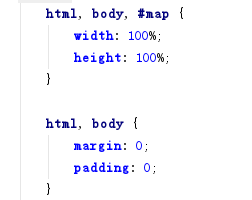 html, body, #map {
    width: 100%;
    height: 100%;
}

html, body {
    margin: 0;
    padding: 0;
}